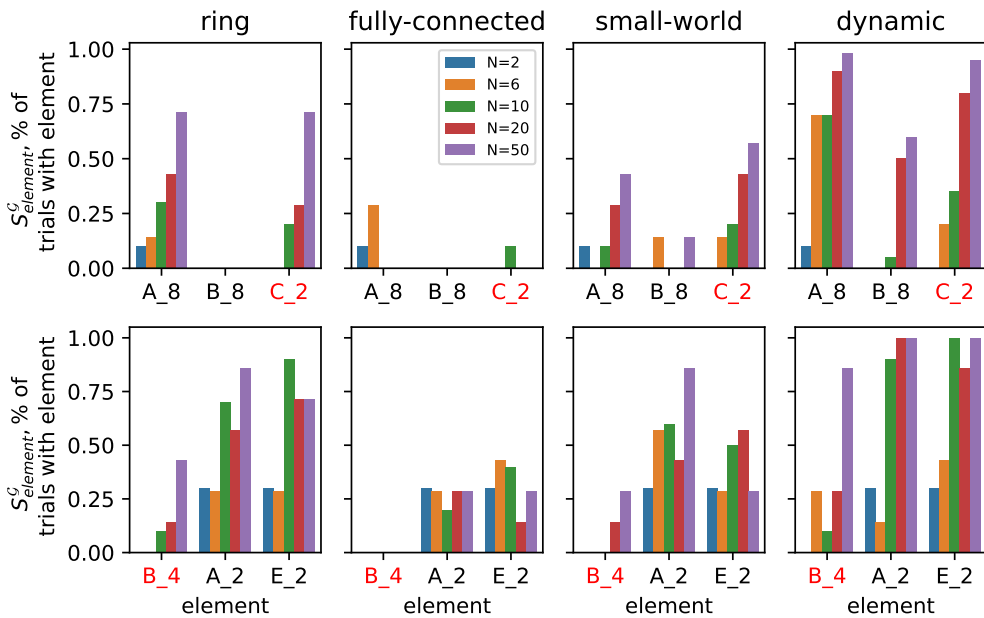 ring fully-connected small-world dynamic
S^𝒢_element, % of
trials with element
1.00
0.75
0.50
0.25
0.00
N=2
N=6
N=10
N=20
N=50
A_8 B_8 C_2 A_8 B_8 C_2 A_8 B_8 C_2 A_8 B_8 C_2
S^𝒢_element, % of
trials with element
1.00
0.75
0.50
0.25
0.00
B_4 A_2 E_2 B_4 A_2 E_2 B_4 A_2 E_2 B_4 A_2 E_2
element element element element